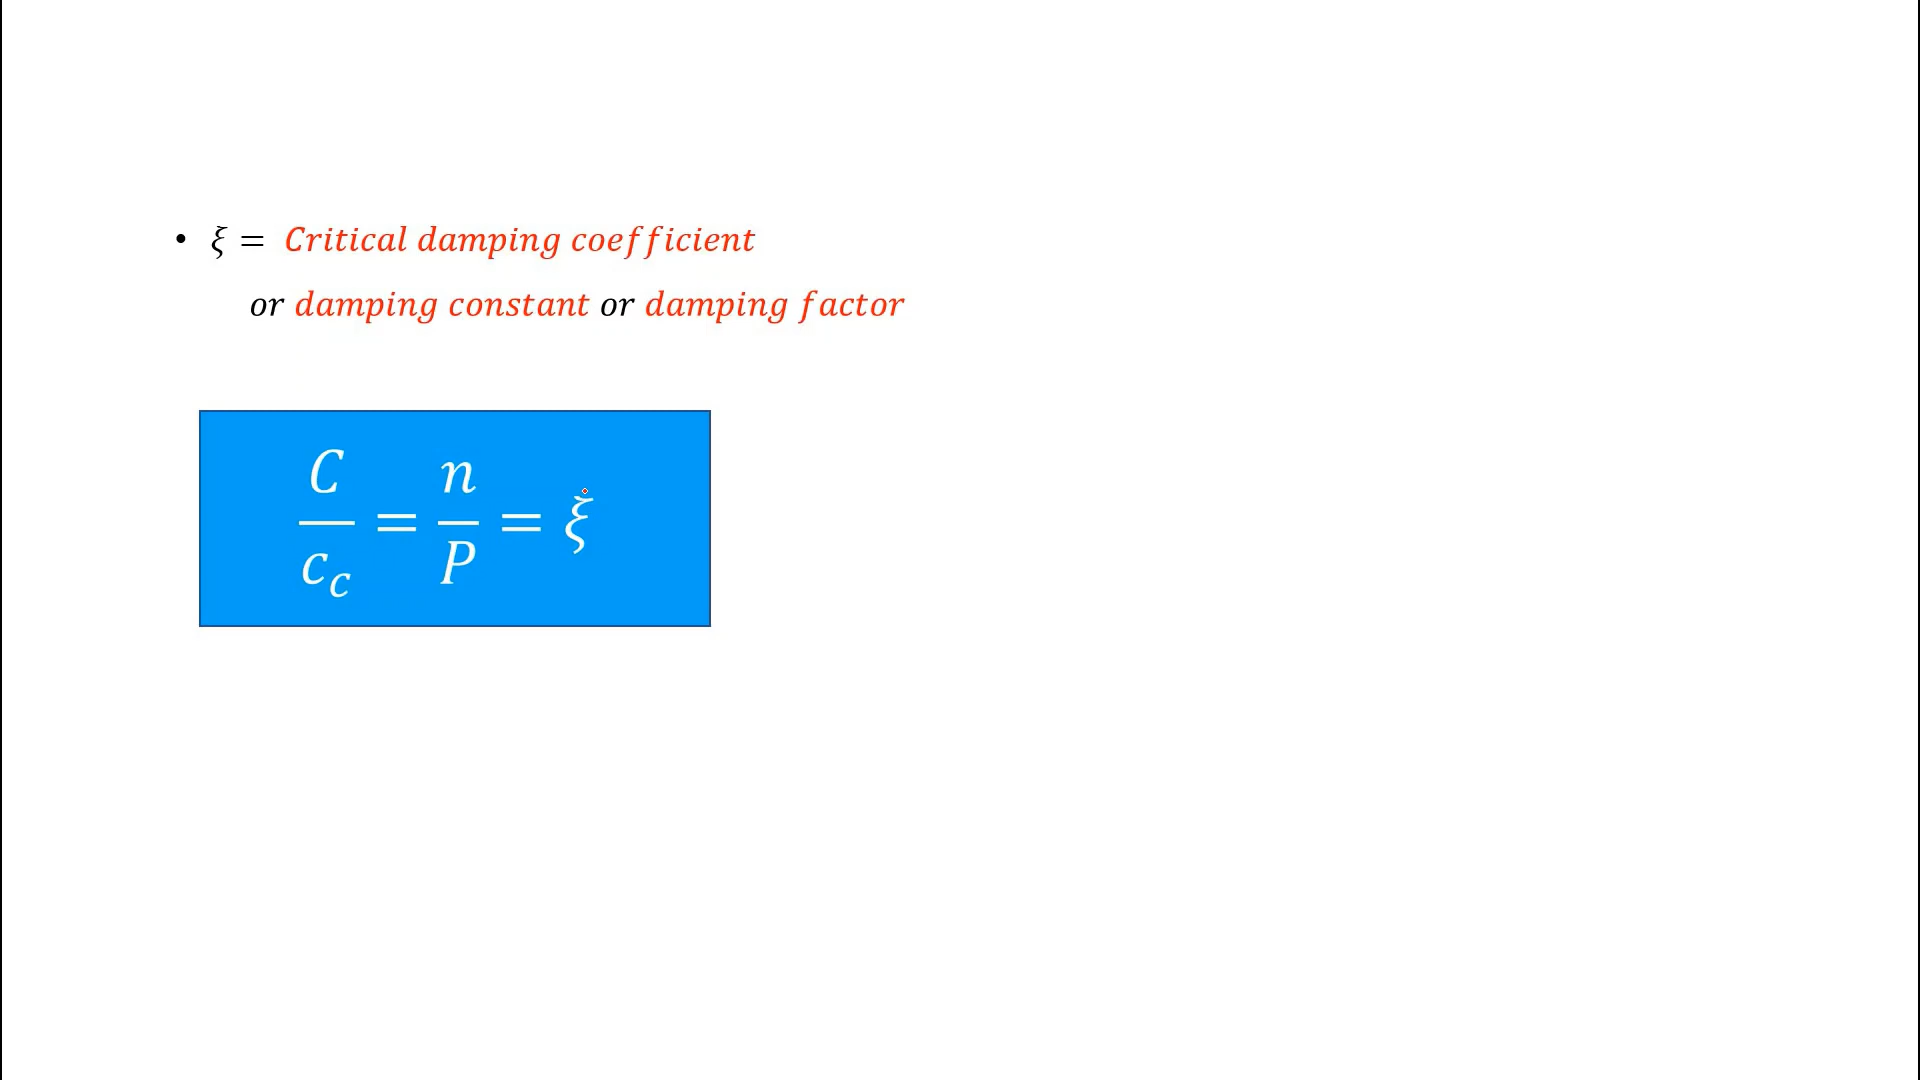 • ξ = Critical damping coefficient
or damping constant or damping factor
C/c_c = n/P = ξ